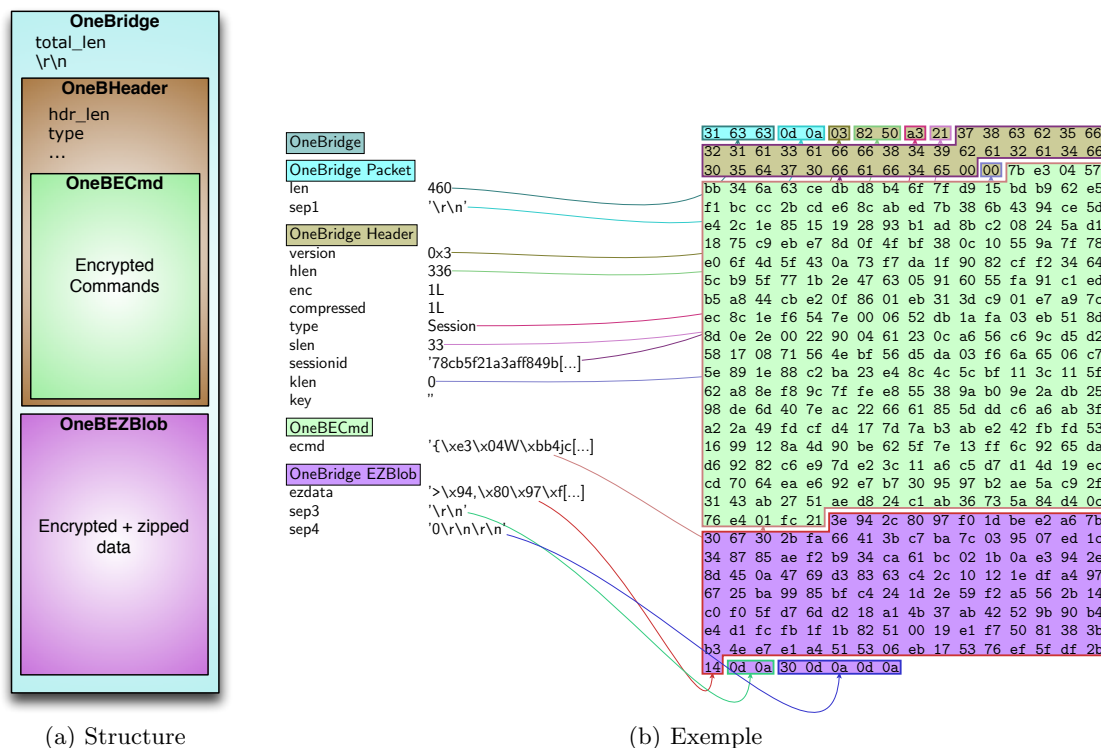 OneBridge
total_len
\r\n
OneBHeader
hdr_len
type
...
OneBECmd
Encrypted
Commands
OneBEZBlob
Encrypted + zipped
data
(a) Structure
OneBridge
OneBridge Packet
len 460
sep1 '\r\n'
OneBridge Header
version 0x3
hlen 336
enc 1L
compressed 1L
type Session
slen 33
sessionid '78cb5f21a3aff849b[...]
klen 0
key ''
OneBECmd
ecmd '{\xe3\x04W\xbb4jc[...]
OneBridge EZBlob
ezdata '>\x94,\x80\x97\xf[...]
sep3 '\r\n'
sep4 '0\r\n\r\n'
31 63 63 0d 0a 03 82 50 a3 21 37 38 63 62 35 66
32 31 61 33 61 66 66 38 34 39 62 61 32 61 34 66
30 35 64 37 30 66 61 66 34 65 00 00 7b e3 04 57
bb 34 6a 63 ce db d8 b4 6f 7f d9 15 bd b9 62 e5
f1 bc cc 2b cd e6 8c ab ed 7b 38 6b 43 94 ce 5d
e4 2c 1e 85 15 19 28 93 b1 ad 8b c2 08 24 5a d1
18 75 c9 eb e7 8d 0f 4f bf 38 0c 10 55 9a 7f 78
e0 6f 4d 5f 43 0a 73 f7 da 1f 90 82 cf f2 34 64
5c b9 5f 77 1b 2e 47 63 05 91 60 55 fa 91 c1 ed
b5 a8 44 cb e2 0f 86 01 eb 31 3d c9 01 e7 a9 7c
ec 8c 1e f6 54 7e 00 06 52 db 1a fa 03 eb 51 8d
8d 0e 2e 00 22 90 04 61 23 0c a6 56 c6 9c d5 d2
58 17 08 71 56 4e bf 56 d5 da 03 f6 6a 65 06 c7
5e 89 1e 88 c2 ba 23 e4 8c 4c 5c bf 11 3c 11 5f
62 a8 8e f8 9c 7f fe e8 55 38 9a b0 9e 2a db 25
98 de 6d 40 7e ac 22 66 61 85 5d dd c6 a6 ab 3f
a2 2a 49 fd cf d4 17 7d 7a b3 ab e2 42 fb fd 53
16 99 12 8a 4d 90 be 62 5f 7e 13 ff 6c 92 65 da
d6 92 82 c6 e9 7d e2 3c 11 a6 c5 d7 d1 4d 19 ec
cd 70 64 ea e6 92 e7 b7 30 95 97 b2 ae 5a c9 2f
31 43 ab 27 51 ae d8 24 c1 ab 36 73 5a 84 d4 0c
76 e4 01 fc 21 3e 94 2c 80 97 f0 1d be e2 a6 7b
30 67 30 2b fa 66 41 3b c7 ba 7c 03 95 07 ed 1c
34 87 85 ae f2 b9 34 ca 61 bc 02 1b 0a e3 94 2e
8d 45 0a 47 69 d3 83 63 c4 2c 10 12 1e df a4 97
67 25 ba 99 85 bf c4 24 1d 2e 59 f2 a5 56 2b 14
c0 f0 5f d7 6d d2 18 a1 4b 37 ab 42 52 9b 90 b4
e4 d1 fc fb 1f 1b 82 51 00 19 e1 f7 50 81 38 3b
b3 4e e7 e1 a4 51 53 06 eb 17 53 76 ef 5f df 2b
14 0d 0a 30 0d 0a 0d 0a
(b) Exemple